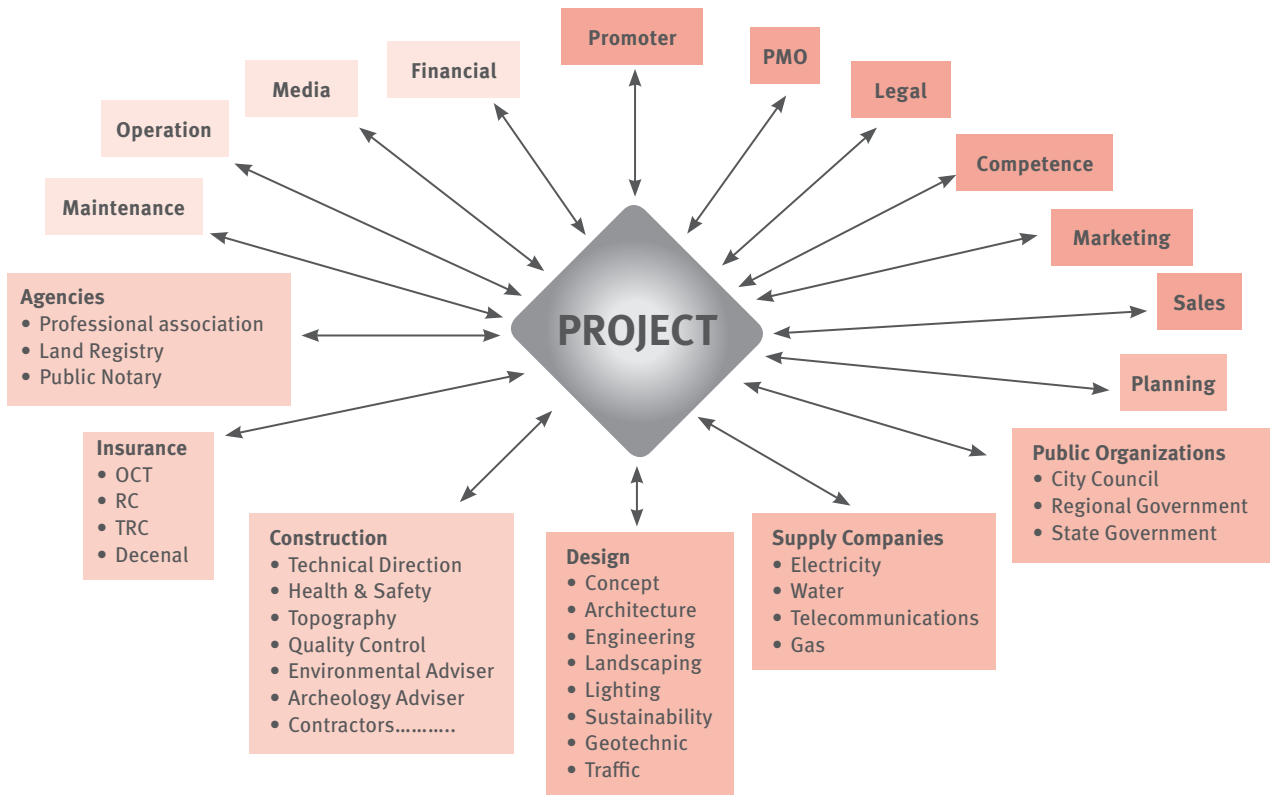 Promoter
PMO
Legal
Competence
Marketing
Sales
Planning
Financial
Media
Operation
Maintenance
PROJECT
Agencies
• Professional association
• Land Registry
• Public Notary
Insurance
• OCT
• RC
• TRC
• Decenal
Construction
• Technical Direction
• Health & Safety
• Topography
• Quality Control
• Environmental Adviser
• Archeology Adviser
• Contractors...........
Design
• Concept
• Architecture
• Engineering
• Landscaping
• Lighting
• Sustainability
• Geotechnic
• Traffic
Supply Companies
• Electricity
• Water
• Telecommunications
• Gas
Public Organizations
• City Council
• Regional Government
• State Government